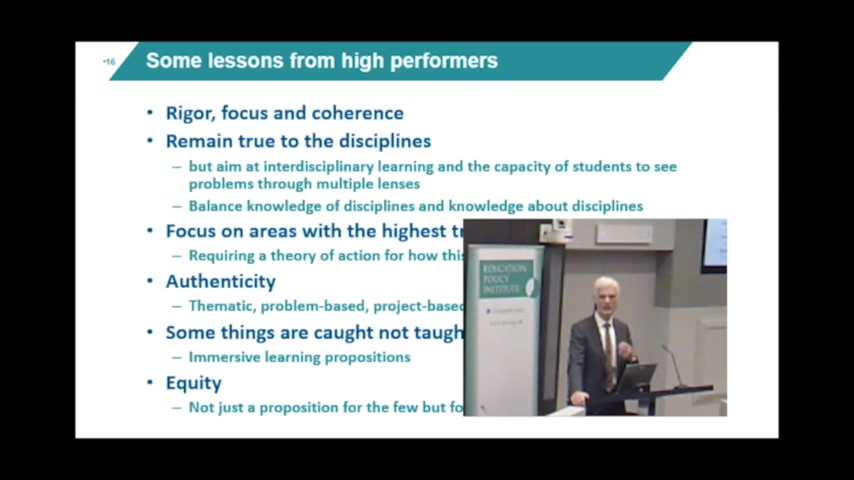 •16
Some lessons from high performers
• Rigor, focus and coherence
• Remain true to the disciplines
– but aim at interdisciplinary learning and the capacity of students to see
problems through multiple lenses
– Balance knowledge of disciplines and knowledge about disciplines
• Focus on areas with the highest tr
– Requiring a theory of action for how this
• Authenticity
– Thematic, problem-based, project-based
• Some things are caught not taugh
– Immersive learning propositions
• Equity
– Not just a proposition for the few but fo
EDUCATION
POLICY
INSTITUTE